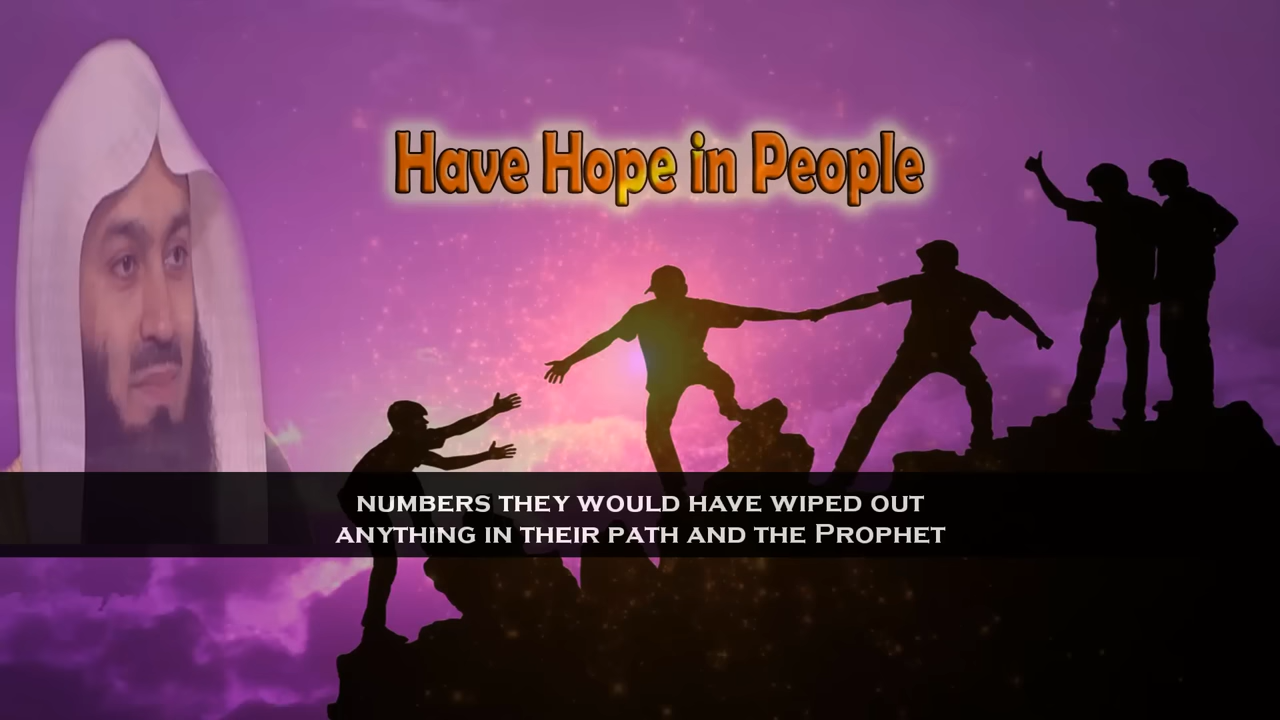 Have Hope in People
NUMBERS THEY WOULD HAVE WIPED OUT
ANYTHING IN THEIR PATH AND THE PROPHET